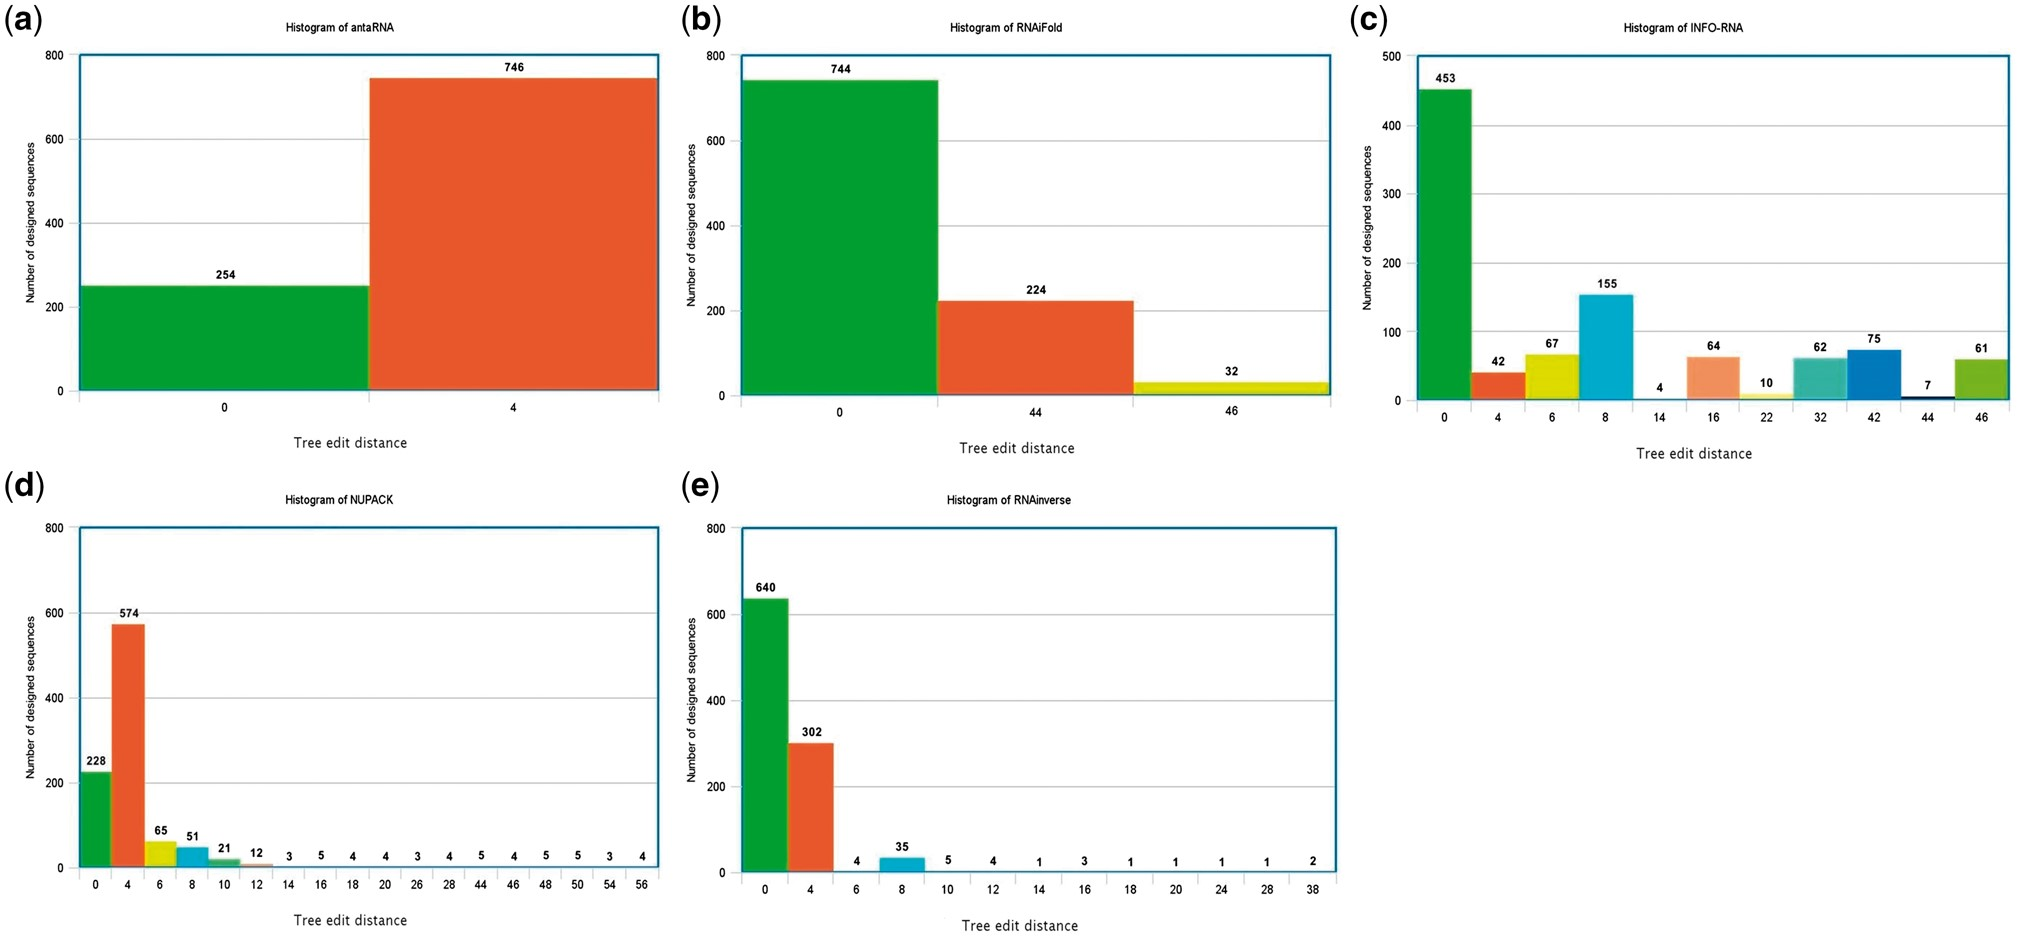 (a)
Histogram of antaRNA
Number of designed sequences
800
600
400
200
0
254
746
0 4
Tree edit distance
(b)
Histogram of RNAiFold
Number of designed sequences
800
600
400
200
0
744
224
32
0 44 46
Tree edit distance
(c)
Histogram of INFO-RNA
Number of designed sequences
500
400
300
200
100
0
453
42
67
155
4
64
10
62
75
7
61
0 4 6 8 14 16 22 32 42 44 46
Tree edit distance
(d)
Histogram of NUPACK
Number of designed sequences
800
600
400
200
0
228
574
65
51
21
12
3 5 4 4 3 4 5 4 5 5 3 4
0 4 6 8 10 12 14 16 18 20 26 28 44 46 48 50 54 56
Tree edit distance
(e)
Histogram of RNAinverse
Number of designed sequences
800
600
400
200
0
640
302
4
35
5 4 1 3 1 1 1 1 2
0 4 6 8 10 12 14 16 18 20 24 28 38
Tree edit distance